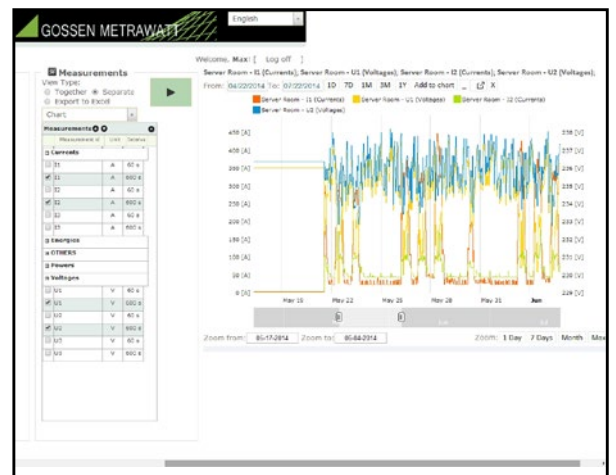 GOSSEN METRAWATT
English
Welcome, Max! [ Log off ]
Measurements
View Type:
Together Separate
Export to Excel
Chart
Server Room - I1 (Currents); Server Room - U1 (Voltages); Server Room - I2 (Currents); Server Room - U2 (Voltages),
From: 04/22/2014 To: 07/22/2014 1D 7D 1M 3M 1Y Add to chart X
Server Room - I1 (Currents) Server Room - U1 (Voltages) Server Room - I2 (Currents)
Server Room - U2 (Voltages)
Measurements
Measurement Unit
Currents
I1 A 60 s
I1 A 600 s
I2 A 60 s
I2 A 600 s
I3 A 60 s
I3 A 600 s
Energies
OTHERS
Powers
Voltages
U1 V 60 s
U1 V 600 s
U2 V 60 s
U2 V 600 s
U3 V 60 s
U3 V 600 s
450 [A] 238 [V]
400 [A] 237 [V]
350 [A] 236 [V]
300 [A] 235 [V]
250 [A] 234 [V]
200 [A] 233 [V]
150 [A] 232 [V]
100 [A] 231 [V]
50 [A] 230 [V]
0 [A] 229 [V]
May 19 May 22 May 25 May 28 May 31 Jun
Zoom from: 05-17-2014 Zoom to: Zoom: 1 Day 7 Days Month Max